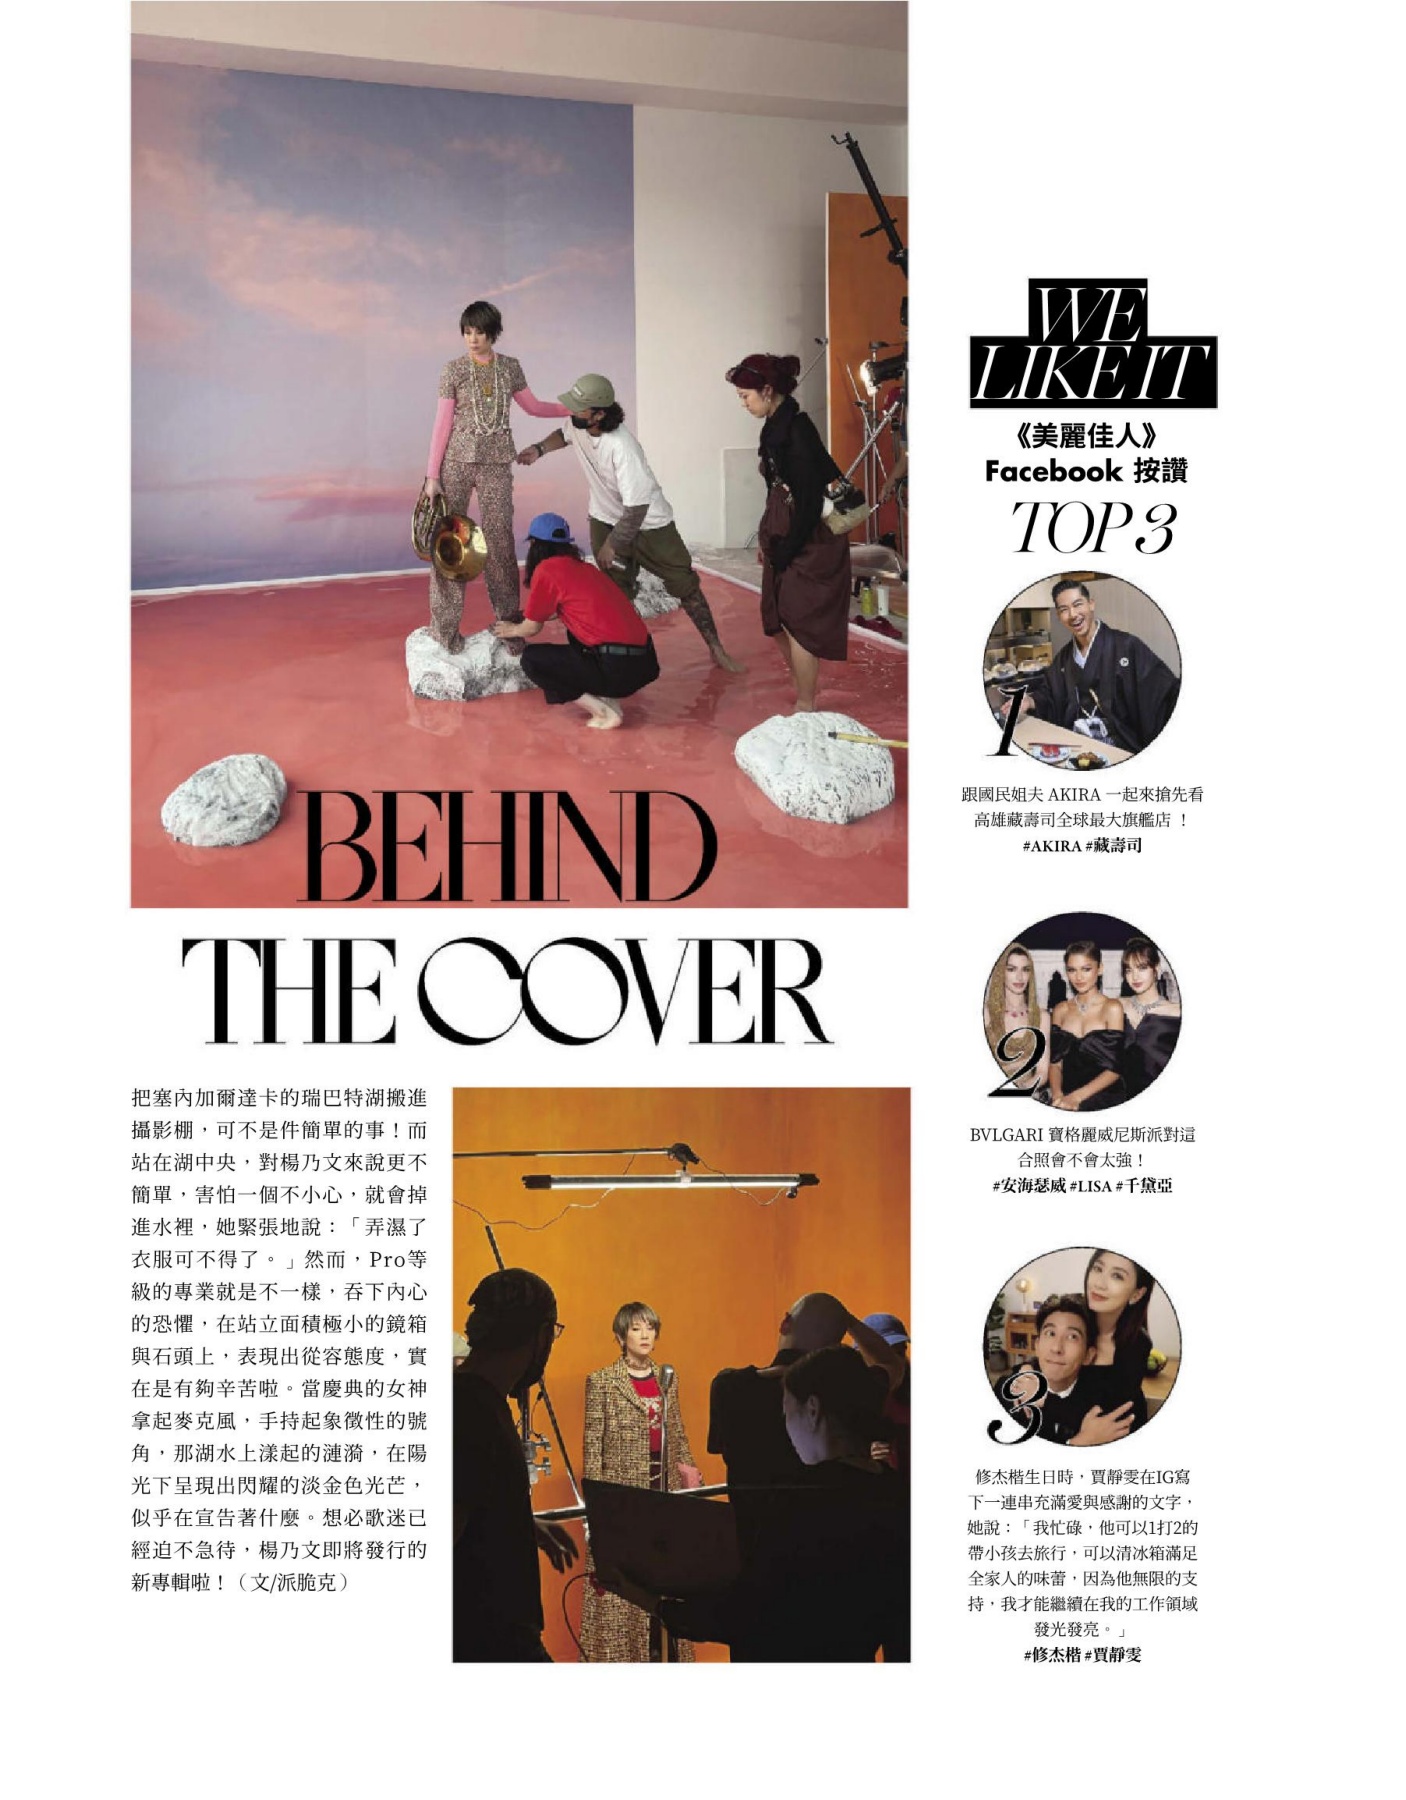 BEHIND
THE COVER
把塞內加爾達卡的瑞巴特湖搬進
攝影棚，可不是件簡單的事！而
站在湖中央，對楊乃文來說更不
簡單，害怕一個不小心，就會掉
進水裡，她緊張地說：「弄濕了
衣服可不得了。」然而，Pro等
級的專業就是不一樣，吞下內心
的恐懼，在站立面積極小的鏡箱
與石頭上，表現出從容態度，實
在是有夠辛苦啦。當慶典的女神
拿起麥克風，手持起象徵性的號
角，那湖水上漾起的漣漪，在陽
光下呈現出閃耀的淡金色光芒，
似乎在宣告著什麼。想必歌迷已
經迫不急待，楊乃文即將發行的
新專輯啦！（文/派脆克）
WE
LIKE IT
《美麗佳人》
Facebook 按讚
TOP 3
1
跟國民姐夫 AKIRA 一起來搶先看
高雄藏壽司全球最大旗艦店 ！
#AKIRA #藏壽司
2
BVLGARI 寶格麗威尼斯派對這
合照會不會太強！
#安海瑟威 #LISA #千黛亞
3
修杰楷生日時，賈靜雯在IG寫
下一連串充滿愛與感謝的文字，
她說：「我忙碌，他可以1打2的
帶小孩去旅行，可以清冰箱滿足
全家人的味蕾，因為他無限的支
持，我才能繼續在我的工作領域
發光發亮。」
#修杰楷 #賈靜雯